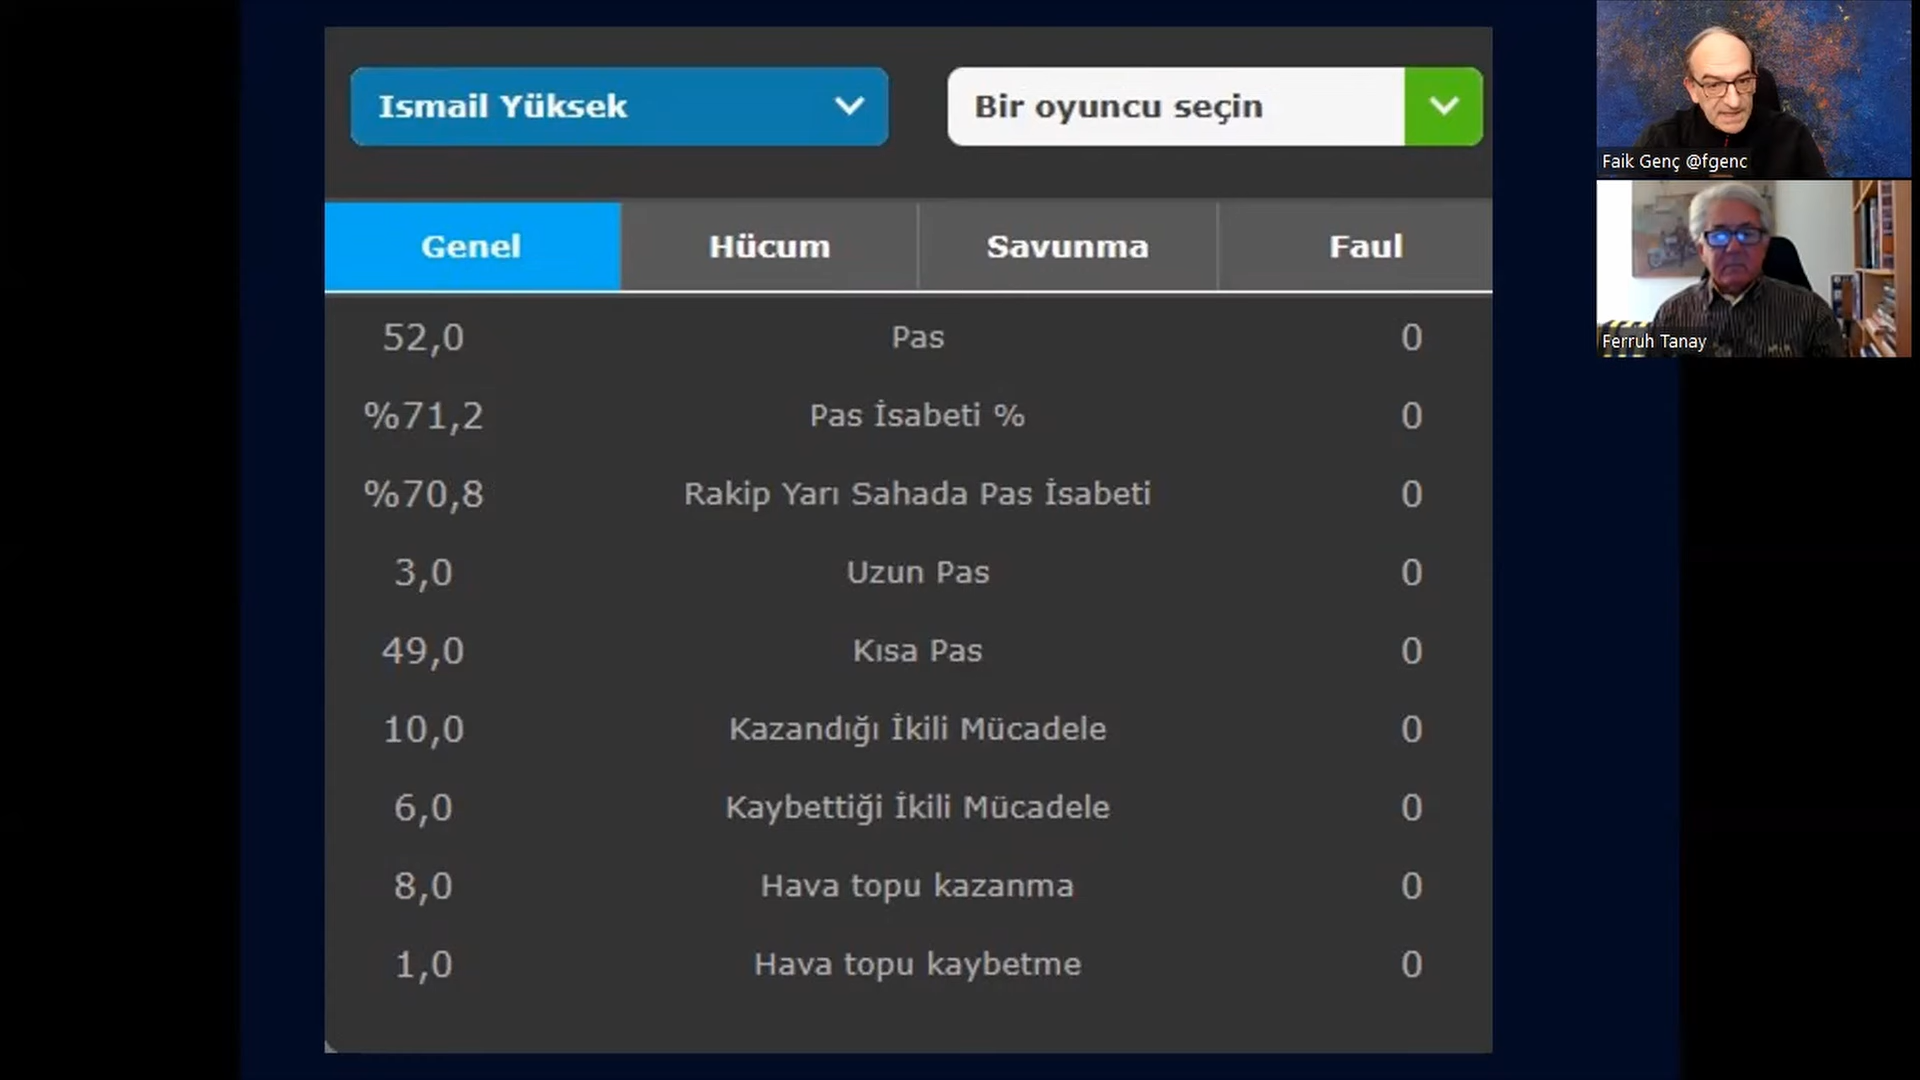 Ismail Yüksek
Bir oyuncu seçin
Genel Hücum Savunma Faul
52,0 Pas 0
%71,2 Pas İsabeti % 0
%70,8 Rakip Yarı Sahada Pas İsabeti 0
3,0 Uzun Pas 0
49,0 Kısa Pas 0
10,0 Kazandığı İkili Mücadele 0
6,0 Kaybettiği İkili Mücadele 0
8,0 Hava topu kazanma 0
1,0 Hava topu kaybetme 0
Faik Genç @fgenc
Ferruh Tanay